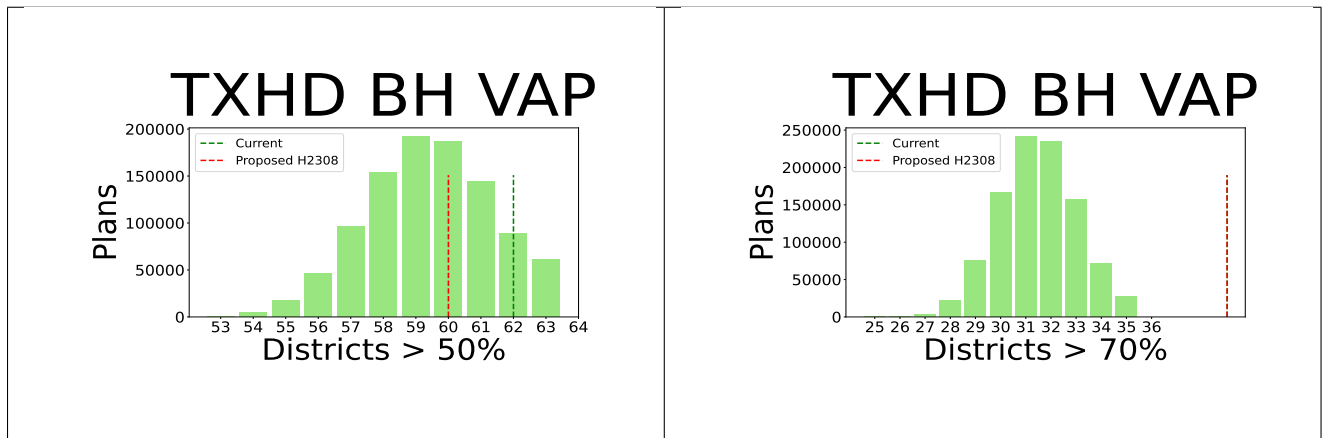 TXHD BH VAP
200000
150000
100000
50000
0
Plans
Current
Proposed H2308
53 54 55 56 57 58 59 60 61 62 63 64
Districts > 50%
TXHD BH VAP
250000
200000
150000
100000
50000
0
Plans
Current
Proposed H2308
25 26 27 28 29 30 31 32 33 34 35 36
Districts > 70%